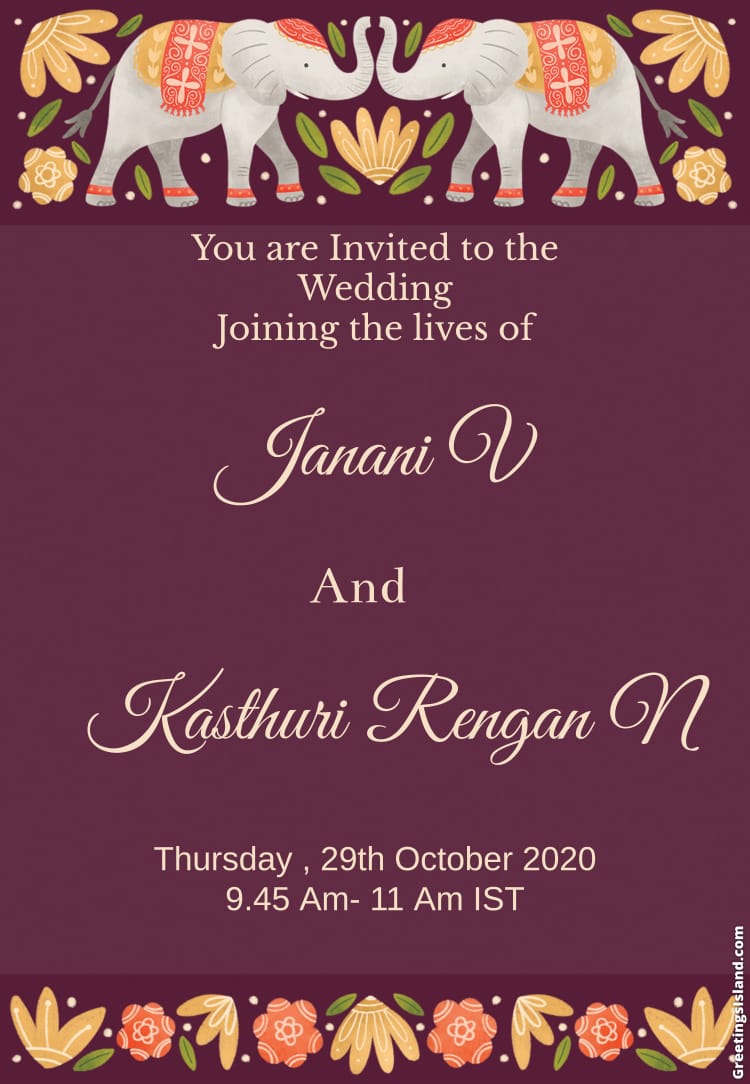 You are Invited to the
Wedding
Joining the lives of
Janani V
And
Kasthuri Rengan N
Thursday , 29th October 2020
9.45 Am- 11 Am IST
GreetingsIsland.com